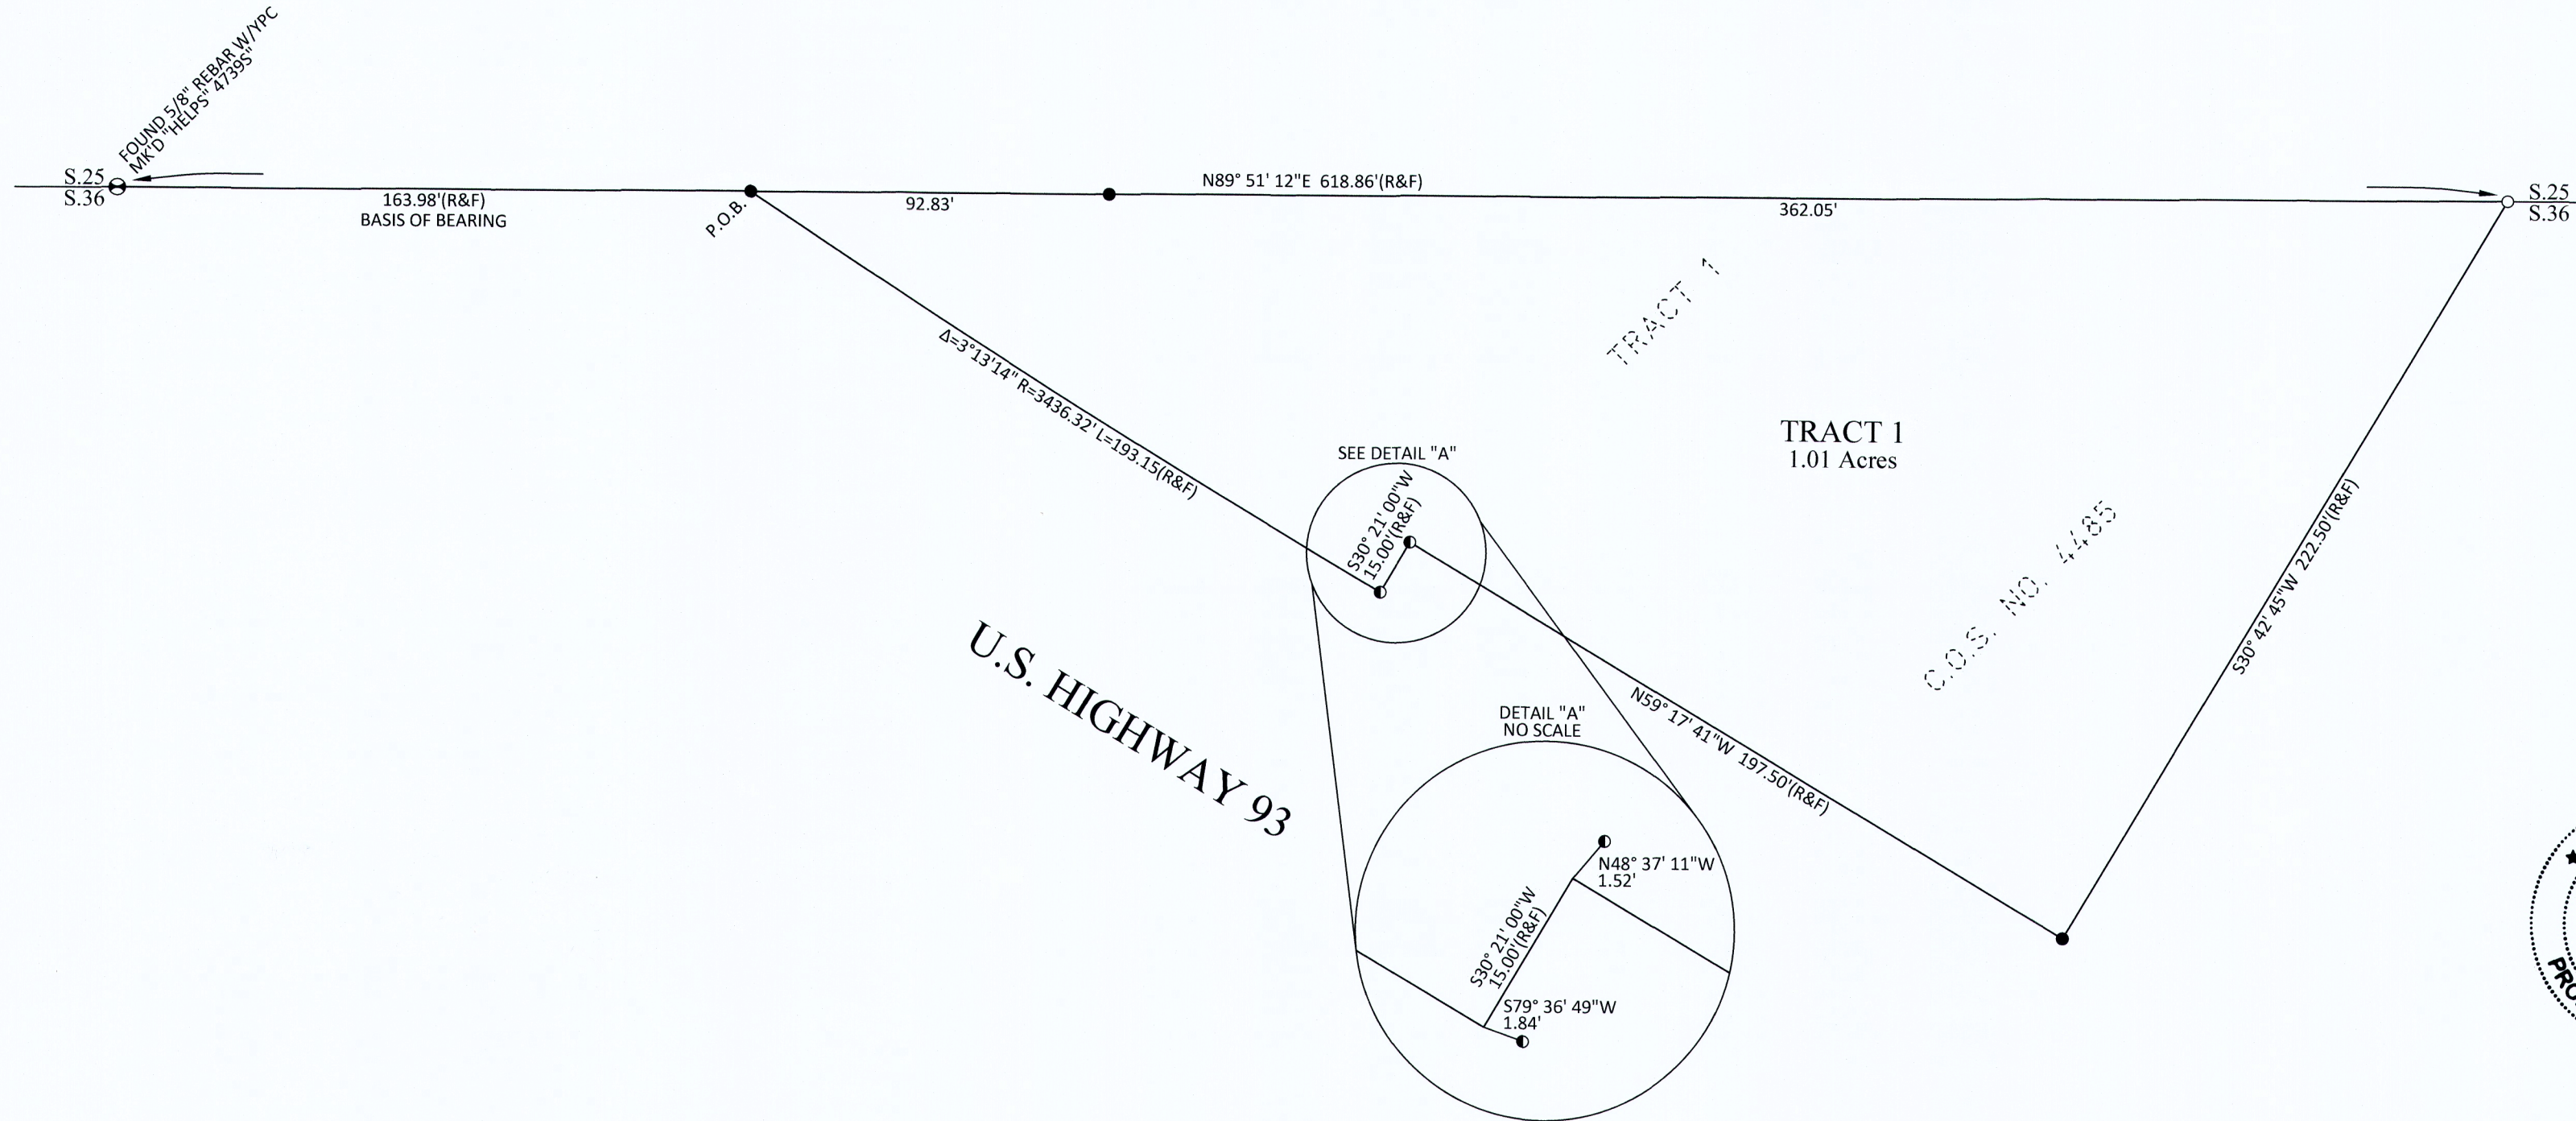 FOUND 5/8" REBAR W/YPC
MK'D "HELPS" 4739S"
S.25
S.36
163.98'(R&F)
BASIS OF BEARING
P.O.B.
92.83'
N89° 51' 12"E 618.86'(R&F)
362.05'
S.25
S.36
Δ=3°13'14" R=3436.32' L=193.15(R&F)
TRACT 1
TRACT 1
1.01 Acres
SEE DETAIL "A"
S30° 21' 00"W
15.00'(R&F)
C.O.S. NO. 4485
S30° 42' 45"W 222.50'(R&F)
U.S. HIGHWAY 93
N59° 17' 41"W 197.50'(R&F)
DETAIL "A"
NO SCALE
N48° 37' 11"W
1.52'
S30° 21' 00"W
15.00'(R&F)
S79° 36' 49"W
1.84'